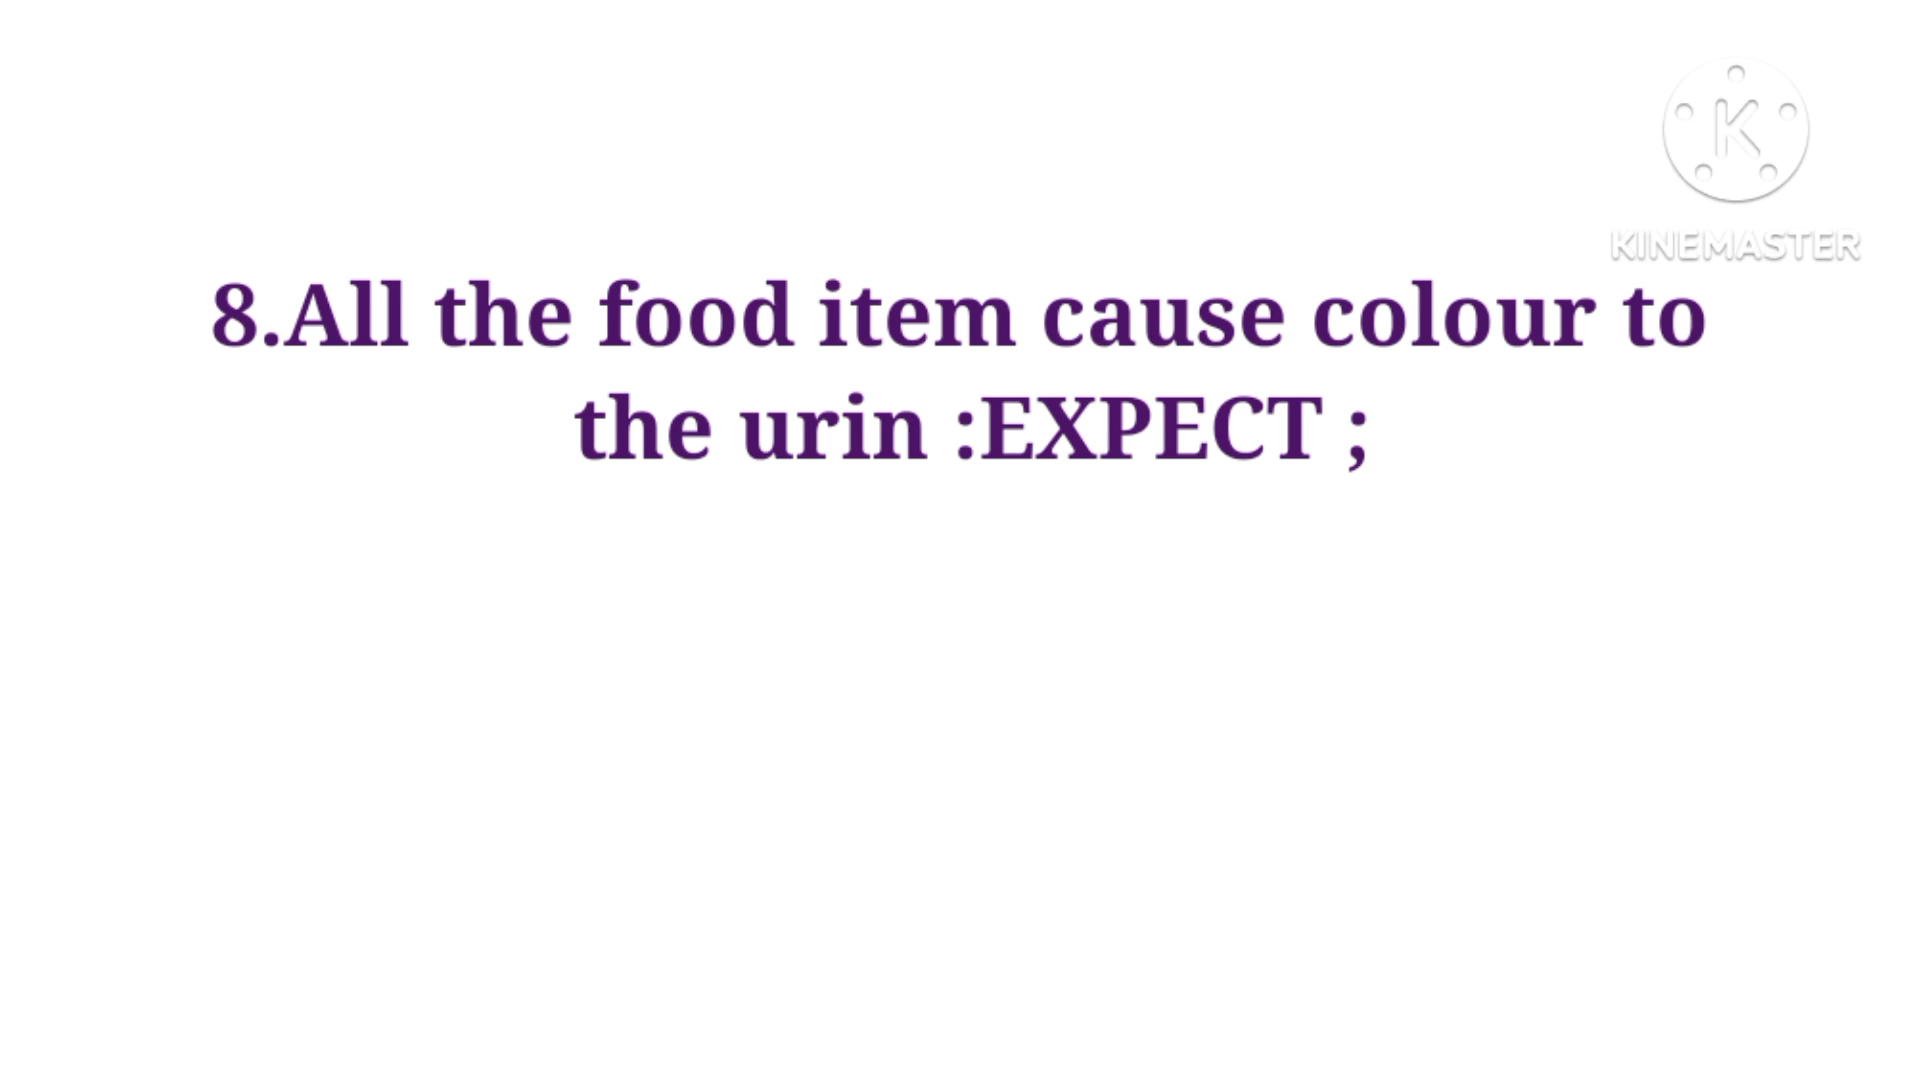 K
KINEMASTER
8.All the food item cause colour to
the urin :EXPECT ;